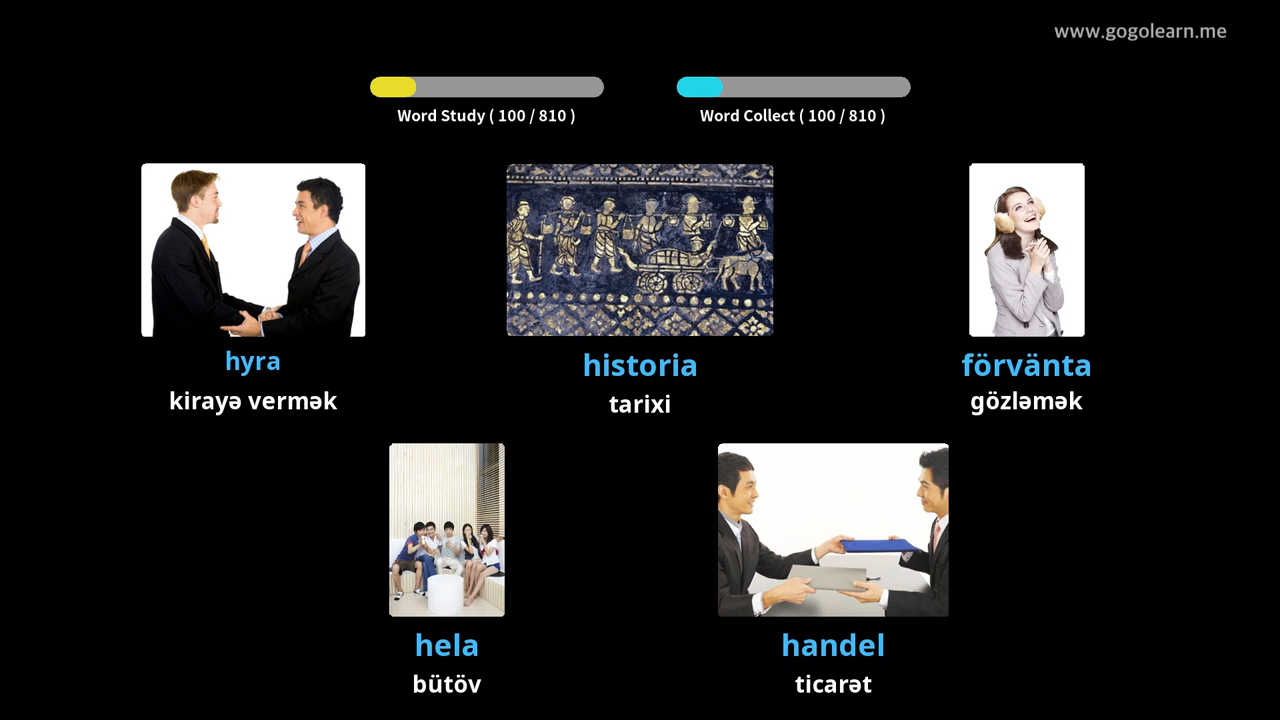 www.gogolearn.me
Word Study ( 100 / 810 )
Word Collect ( 100 / 810 )
hyra
kirayə vermək
historia
tarixi
förvänta
gözləmək
hela
bütöv
handel
ticarət